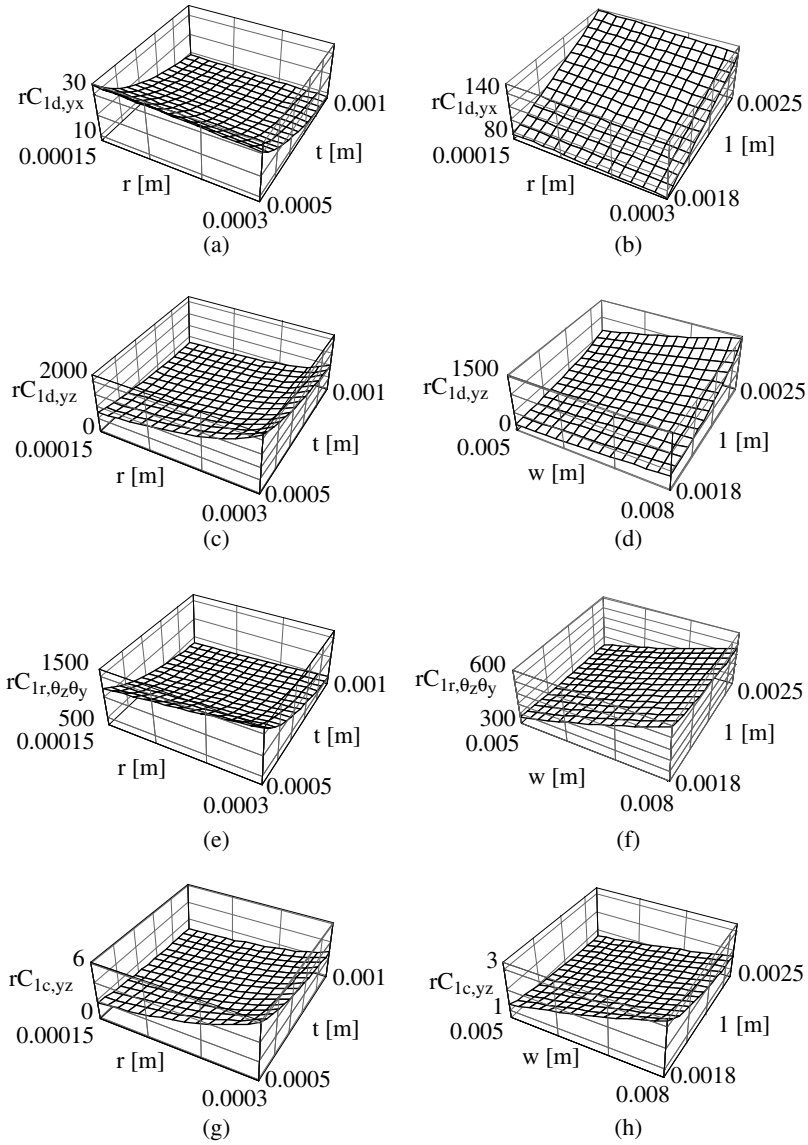 30
rC1d,yx
10
0.00015
r [m]
0.0003
0.0005
t [m]
0.001
(a)
140
rC1d,yx
80
0.00015
r [m]
0.0003
0.0018
l [m]
0.0025
(b)
2000
rC1d,yz
0
0.00015
r [m]
0.0003
0.0005
t [m]
0.001
(c)
1500
rC1d,yz
0
0.005
w [m]
0.008
0.0018
l [m]
0.0025
(d)
1500
rC1r,θzθy
500
0.00015
r [m]
0.0003
0.0005
t [m]
0.001
(e)
600
rC1r,θzθy
300
0.005
w [m]
0.008
0.0018
l [m]
0.0025
(f)
6
rC1c,yz
0
0.00015
r [m]
0.0003
0.0005
t [m]
0.001
(g)
3
rC1c,yz
1
0.005
w [m]
0.008
0.0018
l [m]
0.0025
(h)